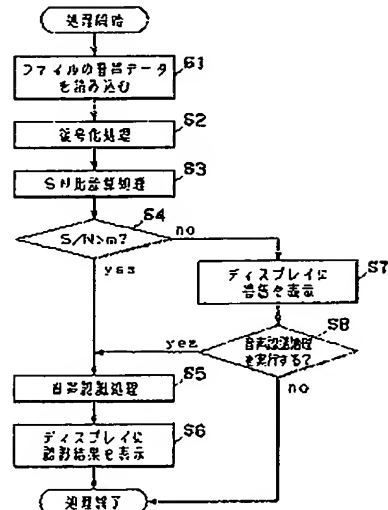 処理開始
S1
ファイルの音声データ
を読み込む
S2
復号化処理
S3
SN比計算処理
S4
S/N>m?
no
yes
S7
ディスプレイに
警告を表示
S8
音声認識処理
を実行する?
yes
no
S5
音声認識処理
S6
ディスプレイに
認識結果を表示
処理終了